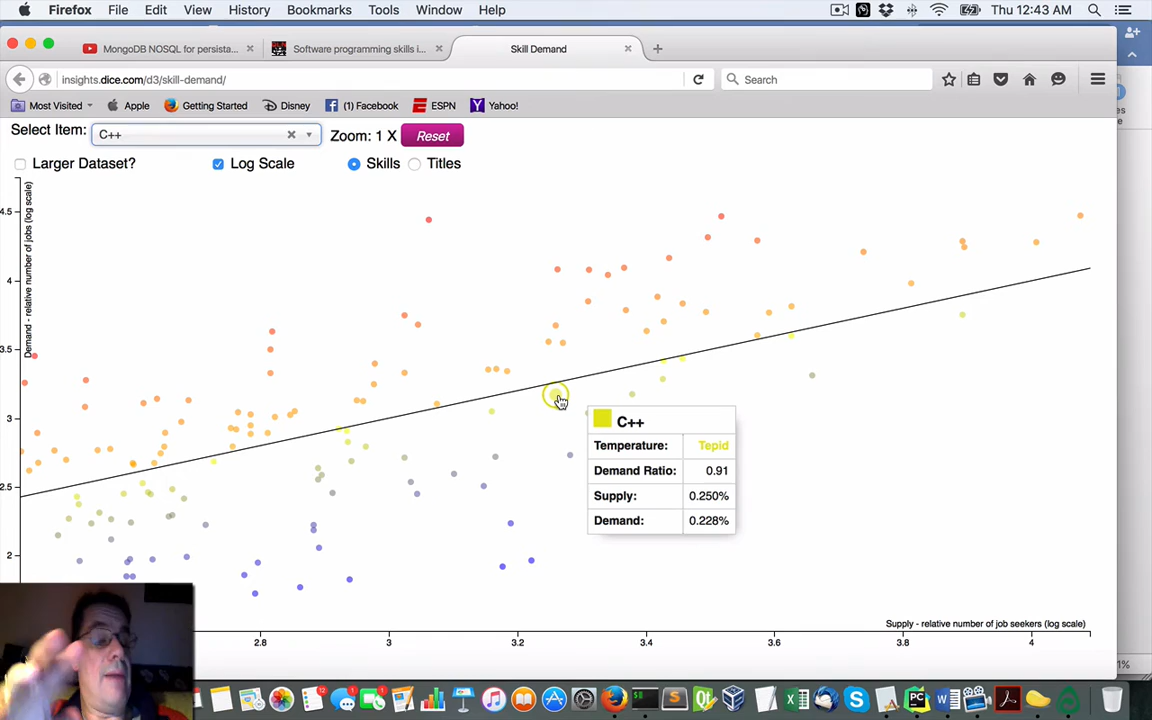 Firefox File Edit View History Bookmarks Tools Window Help Thu 12:43 AM
MongoDB NOSQL for persista... × Software programming skills i... × Skill Demand × +
insights.dice.com/d3/skill-demand/ Search
Most Visited Apple Getting Started Disney (1) Facebook ESPN Yahoo!
Select Item: C++ × Zoom: 1 X Reset
Larger Dataset? Log Scale Skills Titles
Demand - relative number of jobs (log scale)
4.5
4
3.5
3
2.5
2
C++
Temperature: Tepid
Demand Ratio: 0.91
Supply: 0.250%
Demand: 0.228%
Supply - relative number of job seekers (log scale)
2.8 3 3.2 3.4 3.6 3.8 4
1%